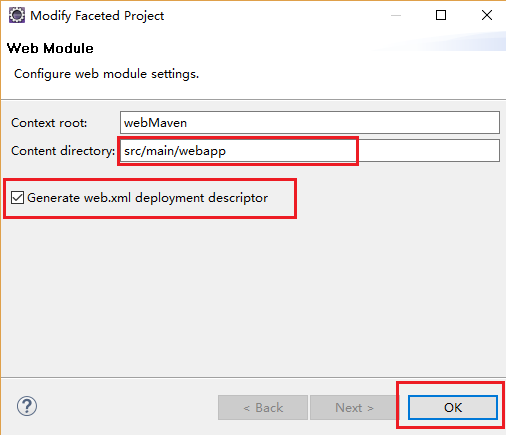 Modify Faceted Project
Web Module
Configure web module settings.
Context root: webMaven
Content directory: src/main/webapp
Generate web.xml deployment descriptor
? < Back Next > OK